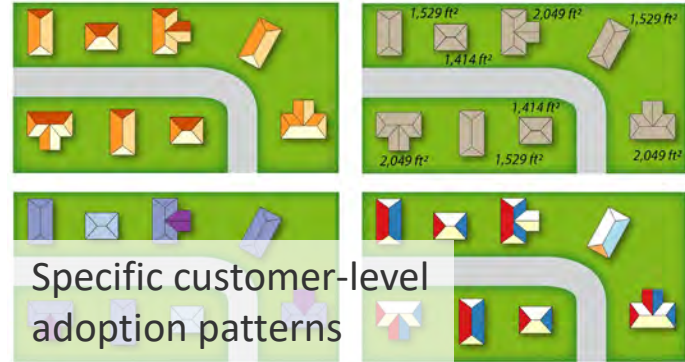 1,529 ft²
2,049 ft²
1,529 ft²
1,414 ft²
1,414 ft²
2,049 ft²
1,529 ft²
2,049 ft²
Specific customer-level
adoption patterns